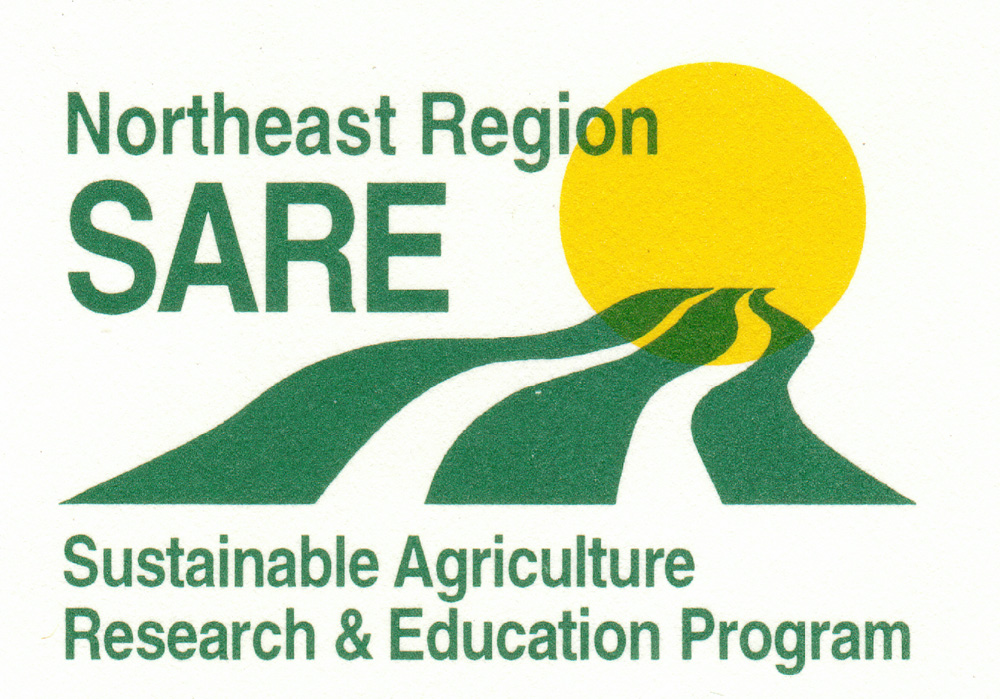 Northeast Region
SARE
Sustainable Agriculture
Research & Education Program